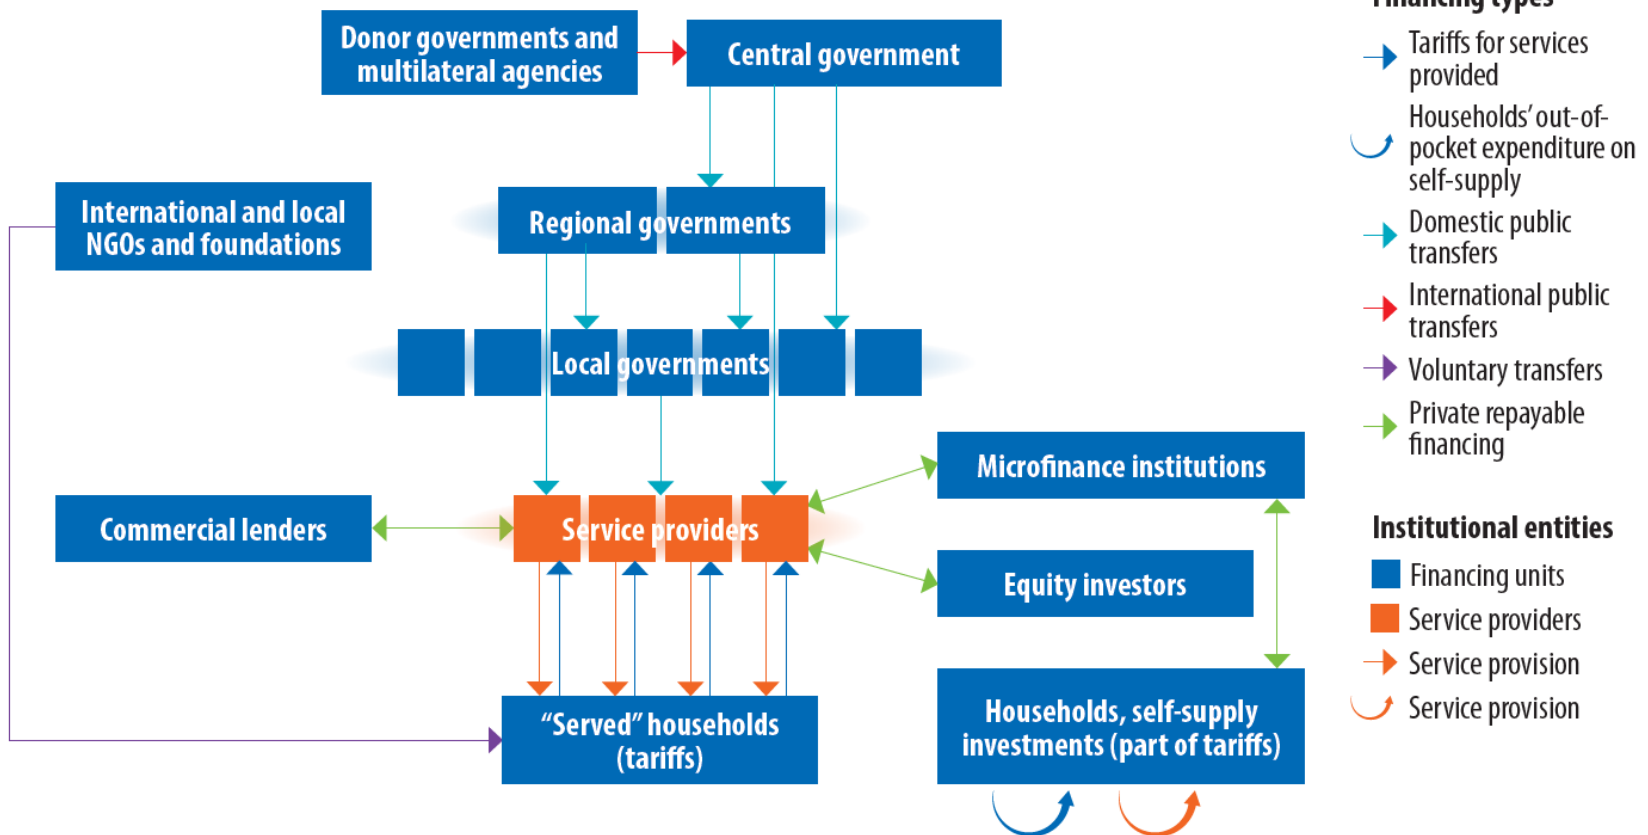 Donor governments and
multilateral agencies
Central government
International and local
NGOs and foundations
Regional governments
Local governments
Commercial lenders
Service providers
Microfinance institutions
Equity investors
“Served” households
(tariffs)
Households, self-supply
investments (part of tariffs)
Financing types
Tariffs for services
provided
Households’ out-of-
pocket expenditure on
self-supply
Domestic public
transfers
International public
transfers
Voluntary transfers
Private repayable
financing
Institutional entities
Financing units
Service providers
Service provision
Service provision